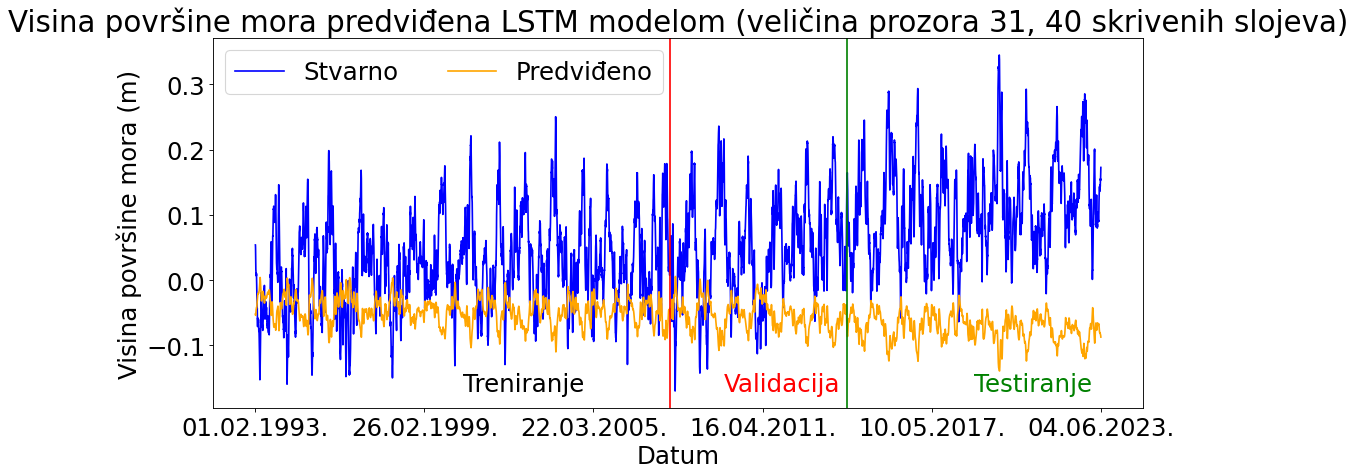 Visina površine mora predviđena LSTM modelom (veličina prozora 31, 40 skrivenih slojeva)
Stvarno
Predviđeno
Visina površine mora (m)
0.3
0.2
0.1
0.0
−0.1
Treniranje
Validacija
Testiranje
01.02.1993.
26.02.1999.
22.03.2005.
16.04.2011.
10.05.2017.
04.06.2023.
Datum